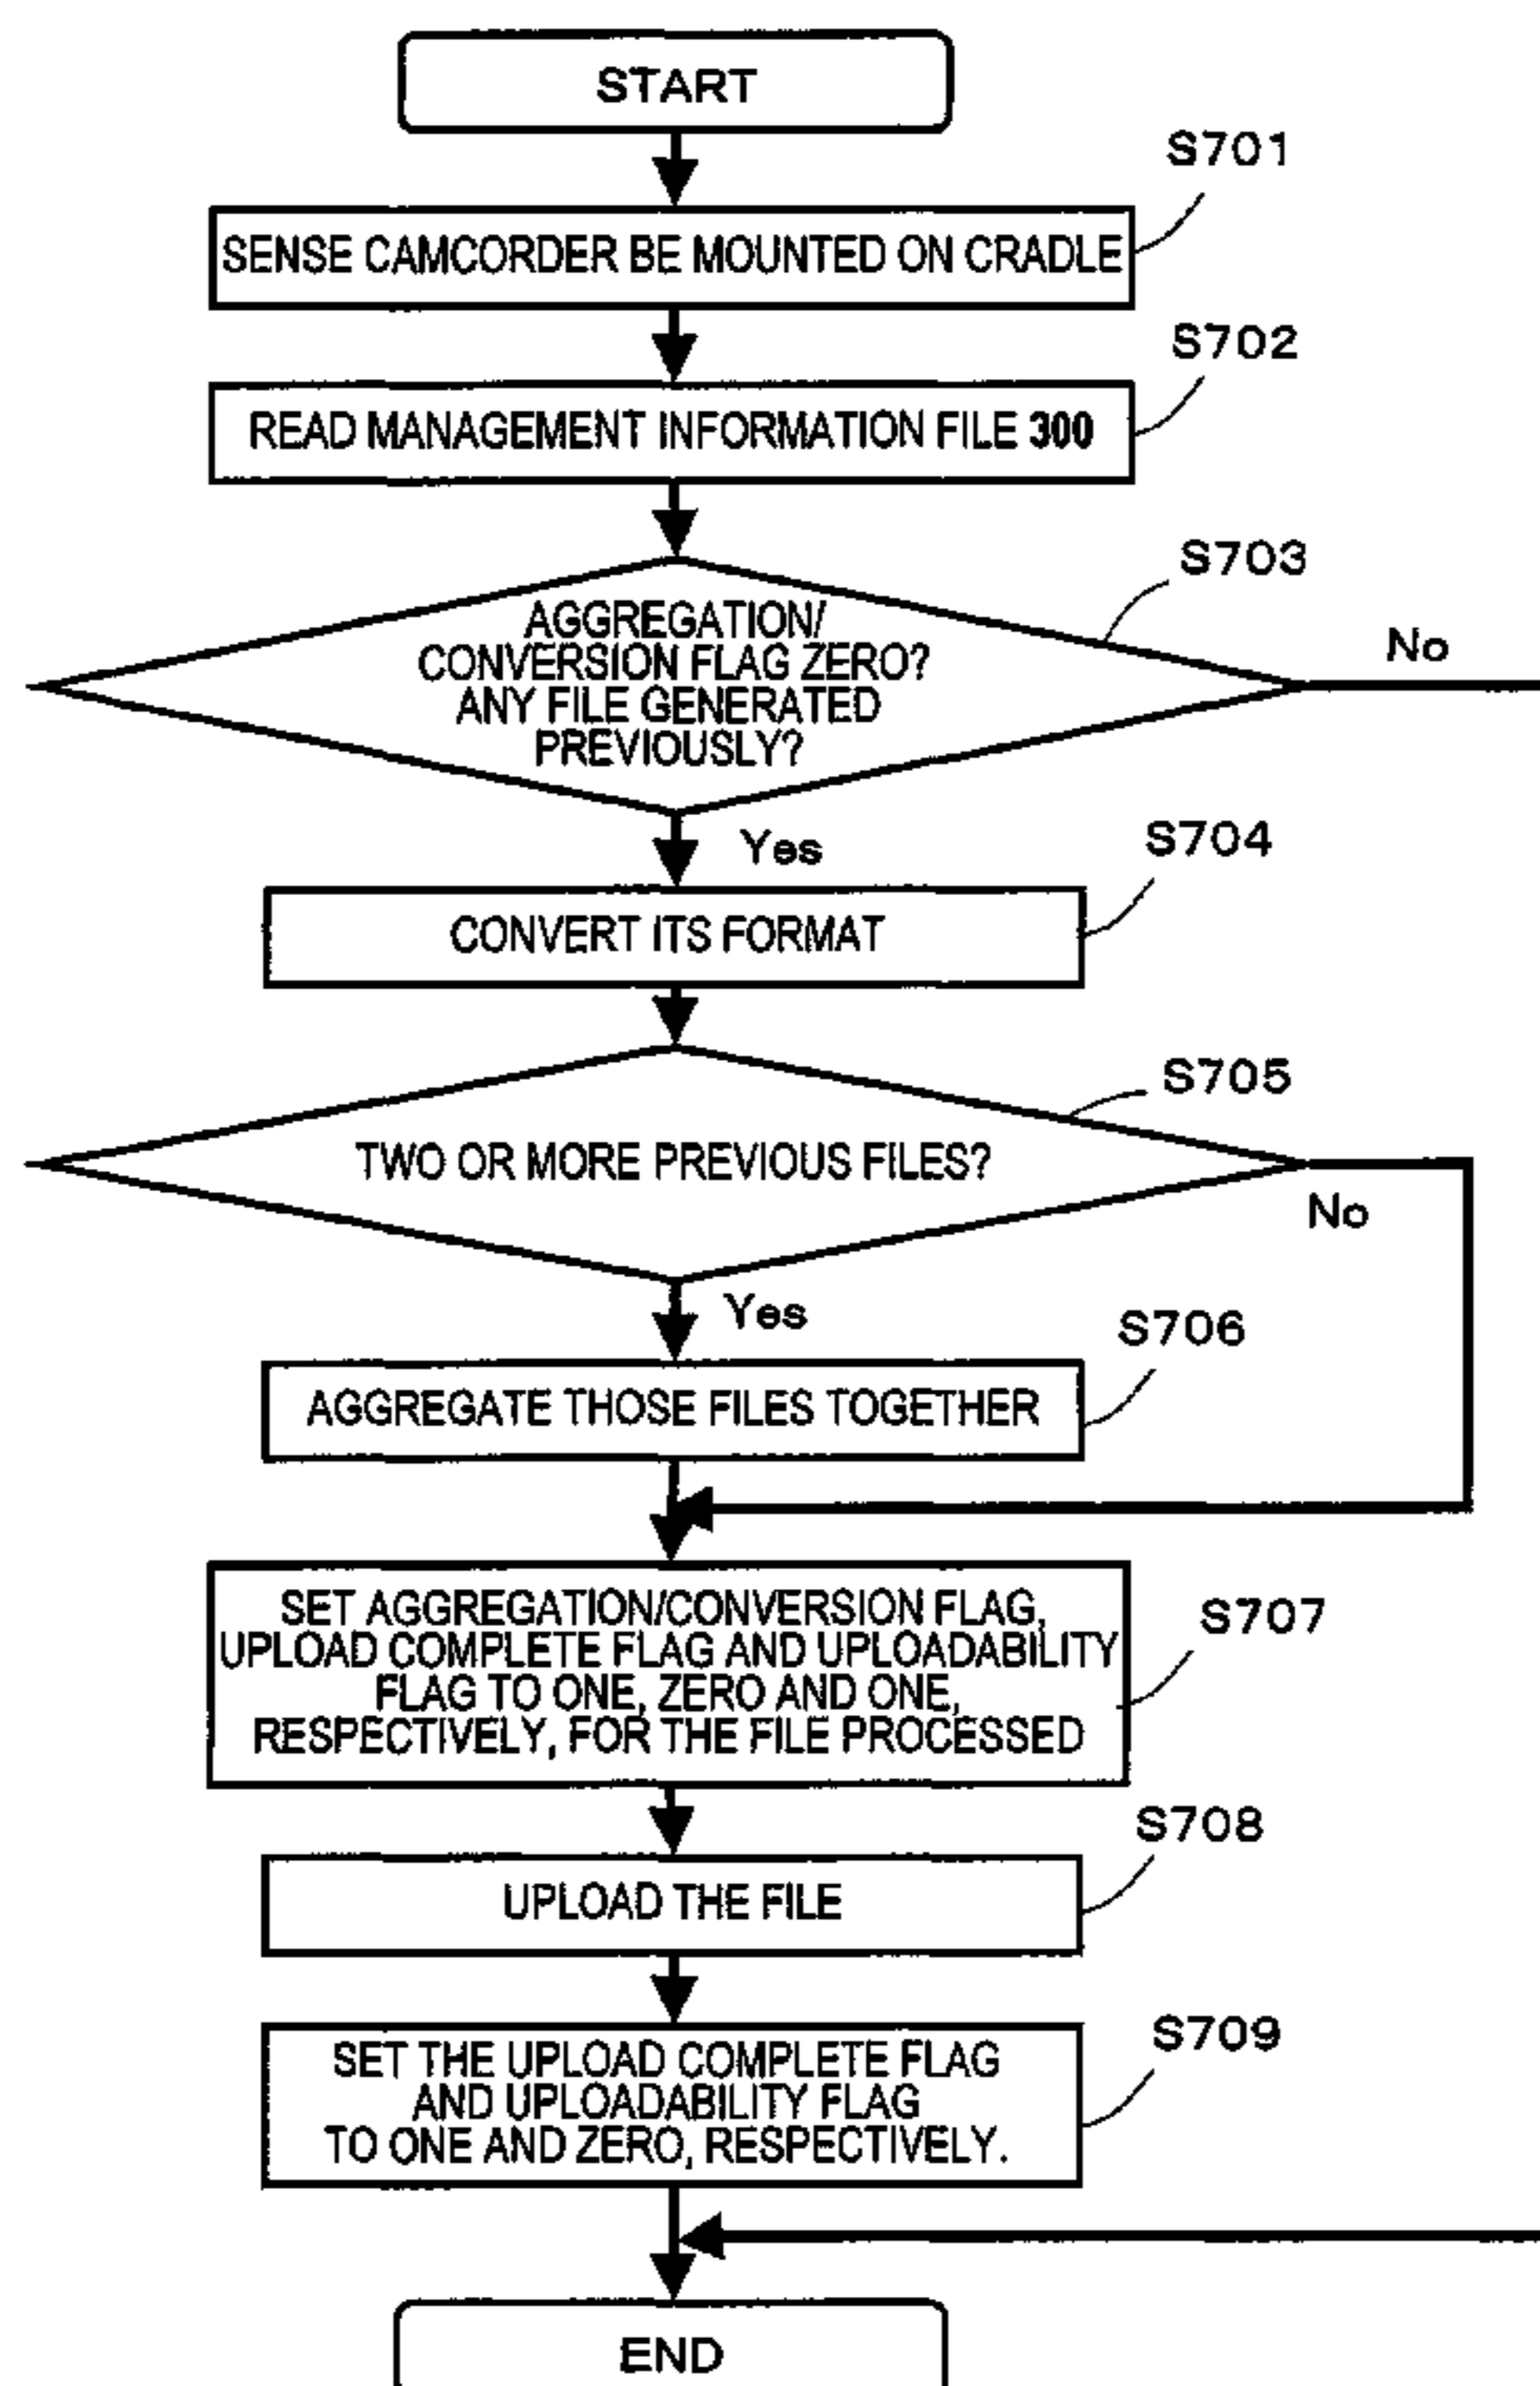 START
S701
SENSE CAMCORDER BE MOUNTED ON CRADLE
S702
READ MANAGEMENT INFORMATION FILE 300
S703
AGGREGATION/
CONVERSION FLAG ZERO?
ANY FILE GENERATED
PREVIOUSLY?
No
Yes
S704
CONVERT ITS FORMAT
S705
TWO OR MORE PREVIOUS FILES?
No
Yes
S706
AGGREGATE THOSE FILES TOGETHER
SET AGGREGATION/CONVERSION FLAG,
UPLOAD COMPLETE FLAG AND UPLOADABILITY
FLAG TO ONE, ZERO AND ONE,
RESPECTIVELY, FOR THE FILE PROCESSED
S707
S708
UPLOAD THE FILE
S709
SET THE UPLOAD COMPLETE FLAG
AND UPLOADABILITY FLAG
TO ONE AND ZERO, RESPECTIVELY.
END